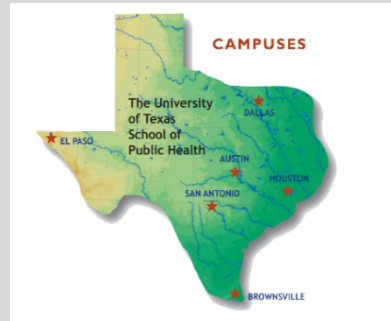 CAMPUSES
The University
of Texas
School of
Public Health
DALLAS
EL PASO
AUSTIN
SAN ANTONIO
HOUSTON
BROWNSVILLE